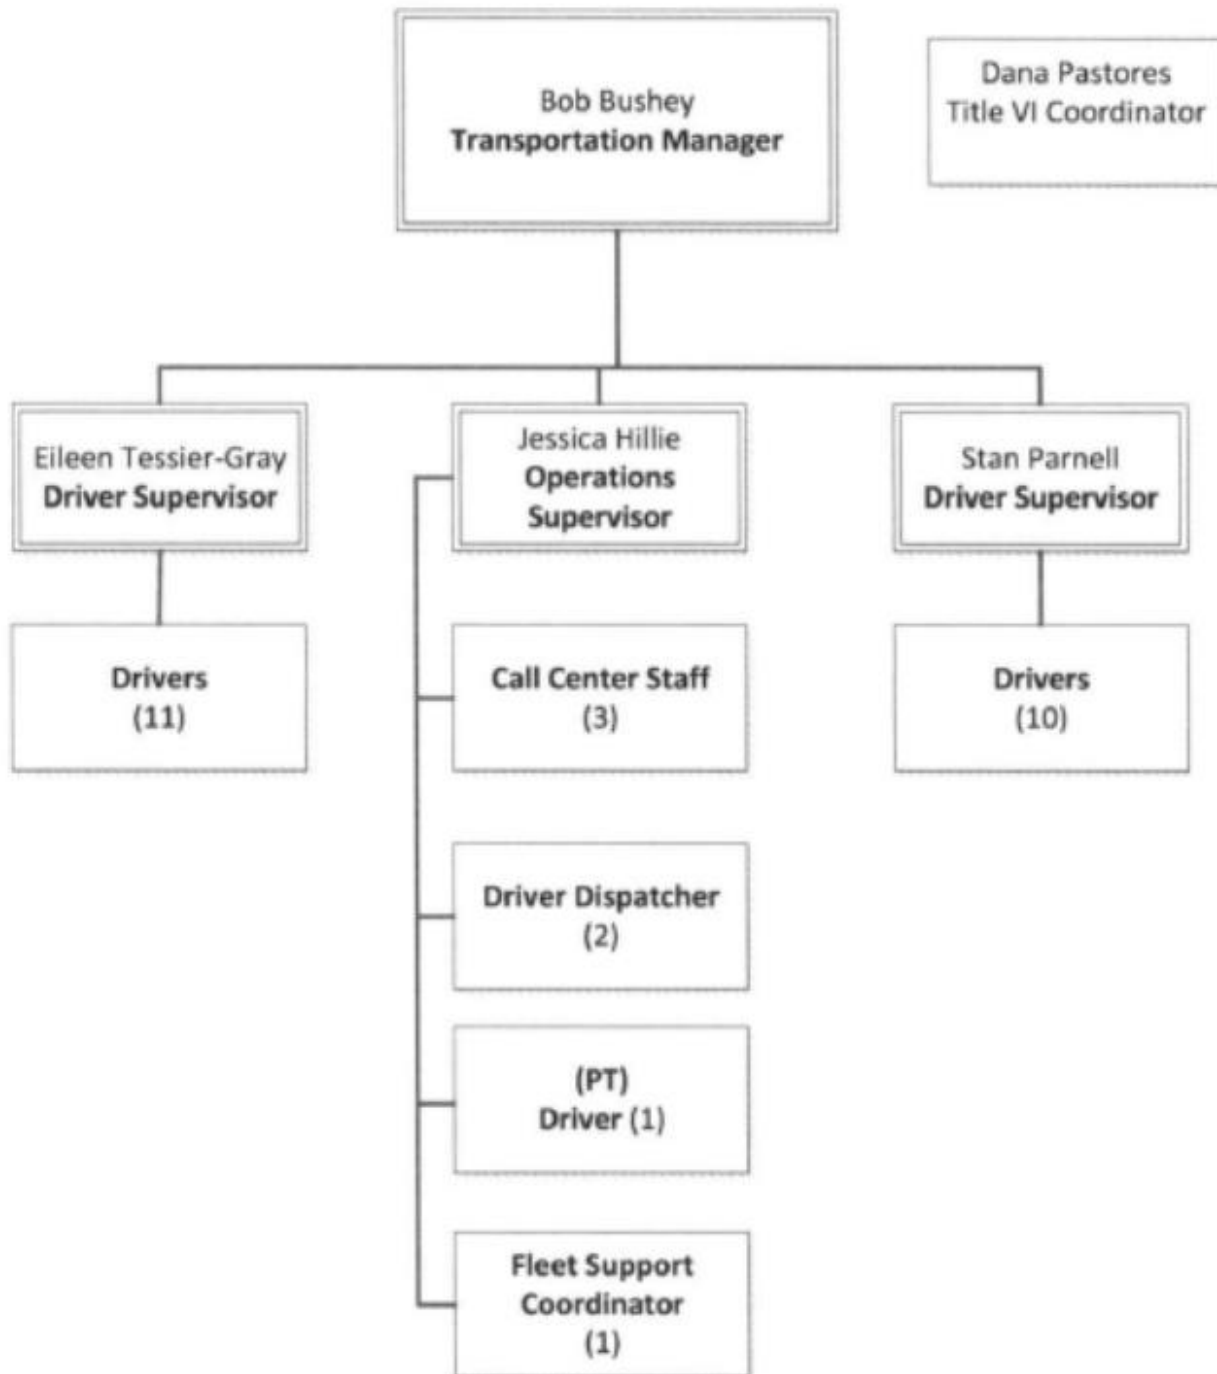 Bob Bushey
Transportation Manager
Dana Pastores
Title VI Coordinator
Eileen Tessier-Gray
Driver Supervisor
Jessica Hillie
Operations
Supervisor
Stan Parnell
Driver Supervisor
Drivers
(11)
Call Center Staff
(3)
Drivers
(10)
Driver Dispatcher
(2)
(PT)
Driver (1)
Fleet Support
Coordinator
(1)